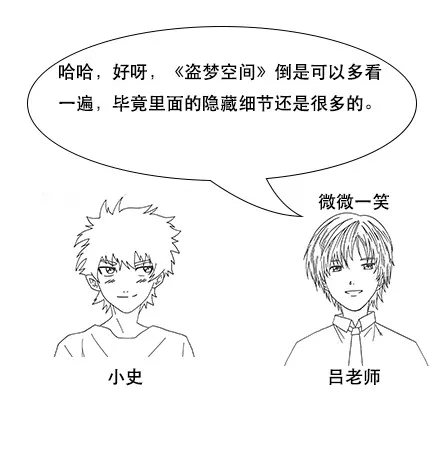 哈哈，好呀，《盗梦空间》倒是可以多看
一遍，毕竟里面的隐藏细节还是很多的。
微微一笑
小史
吕老师